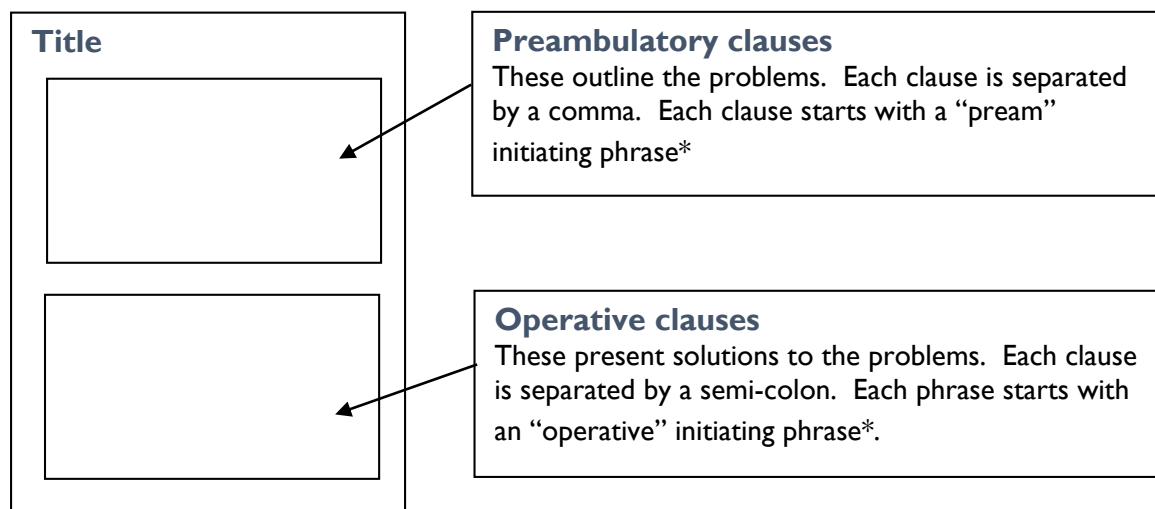 Title
Preambulatory clauses
These outline the problems.  Each clause is separated
by a comma.  Each clause starts with a “pream”
initiating phrase*
Operative clauses
These present solutions to the problems.  Each clause
is separated by a semi-colon.  Each phrase starts with
an “operative” initiating phrase*.